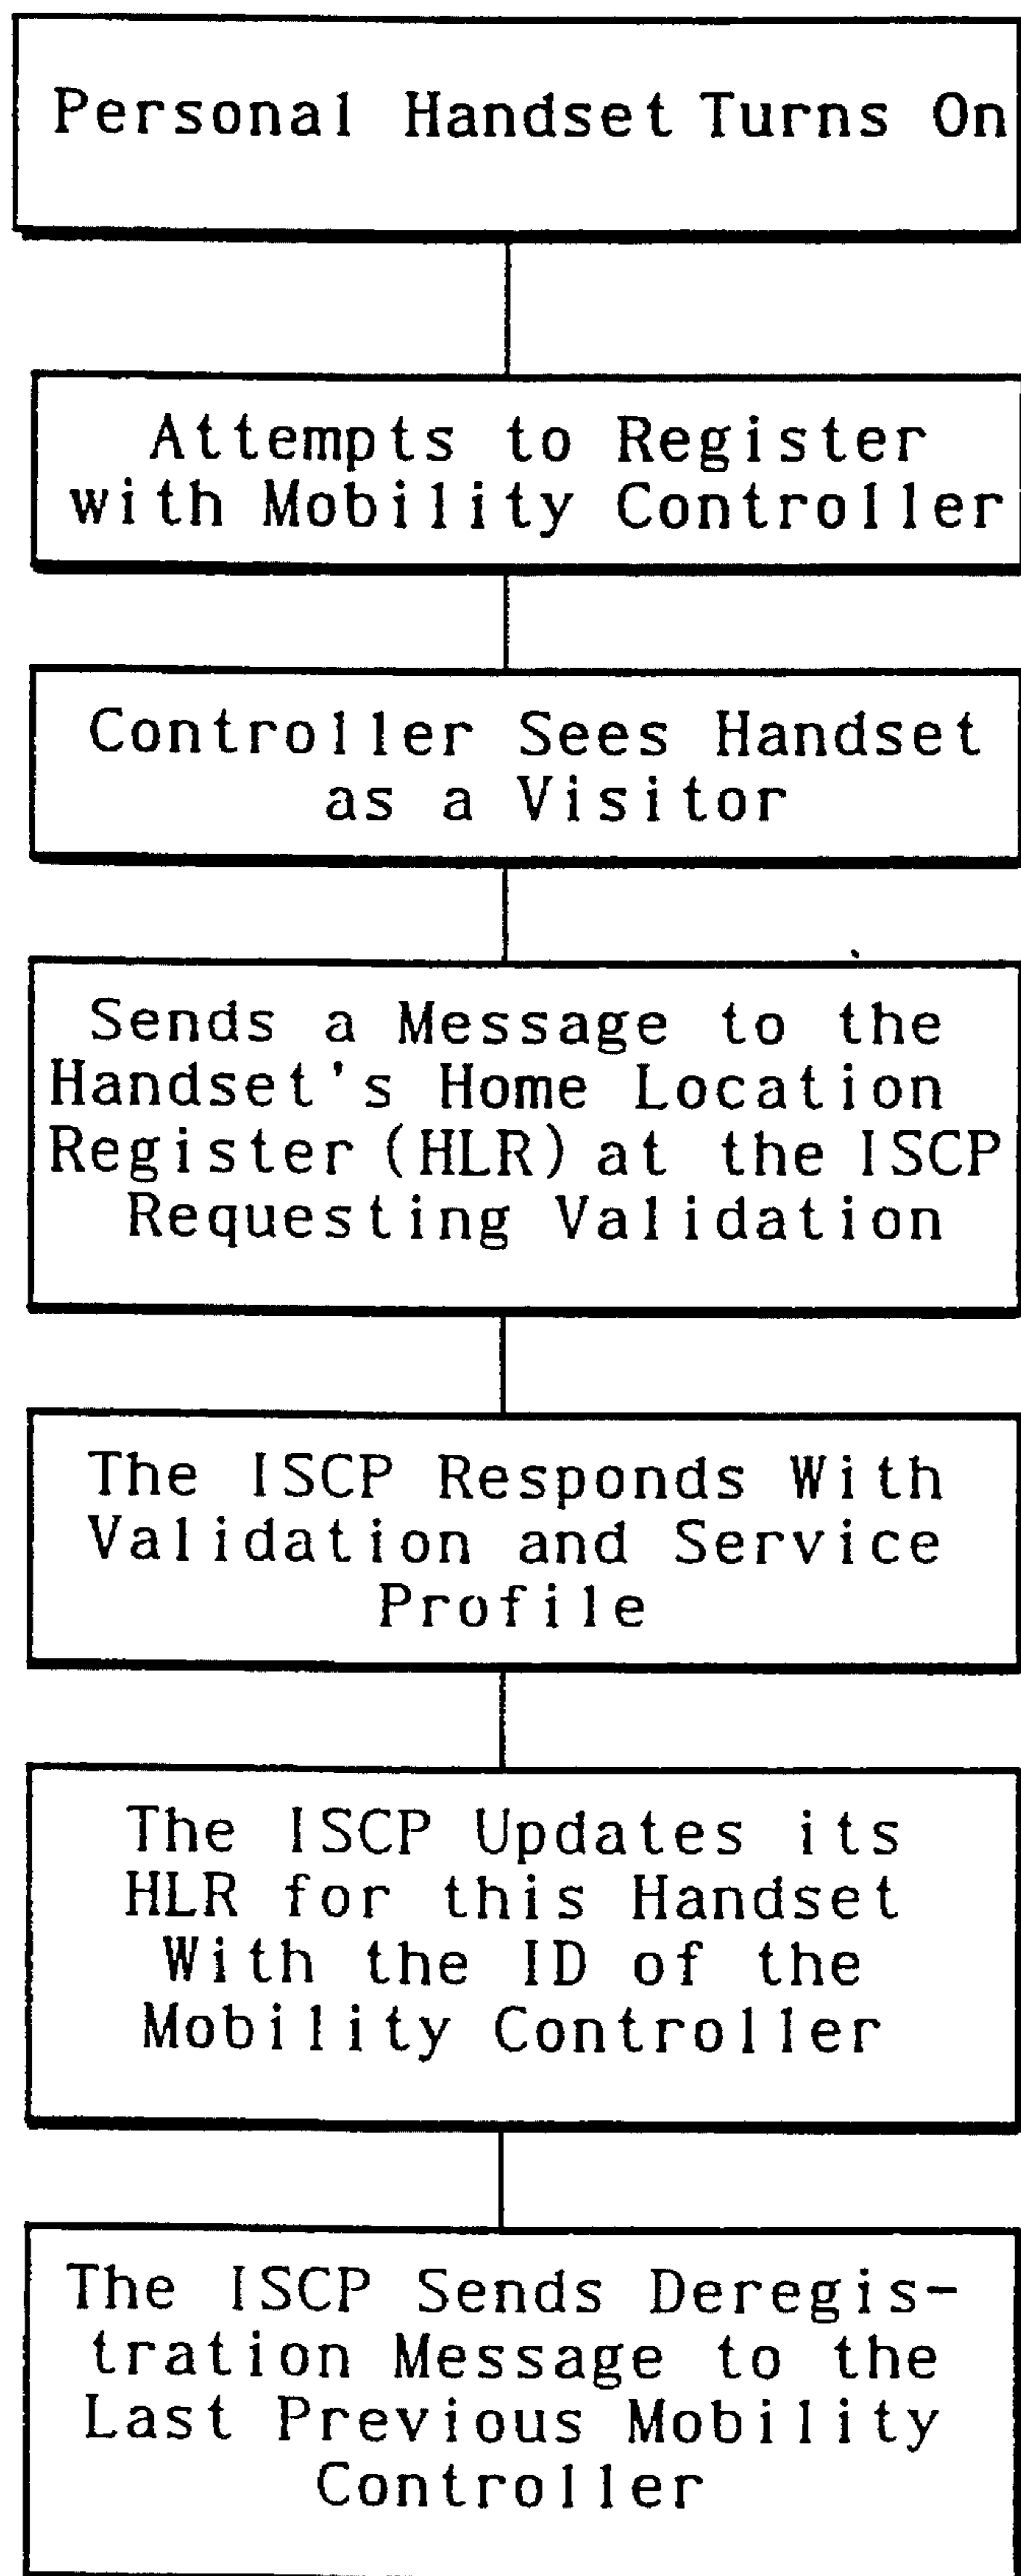 Personal Handset Turns On
Attempts to Register
with Mobility Controller
Controller Sees Handset
as a Visitor
Sends a Message to the
Handset's Home Location
Register (HLR) at the ISCP
Requesting Validation
The ISCP Responds With
Validation and Service
Profile
The ISCP Updates its
HLR for this Handset
With the ID of the
Mobility Controller
The ISCP Sends Deregis-
tration Message to the
Last Previous Mobility
Controller